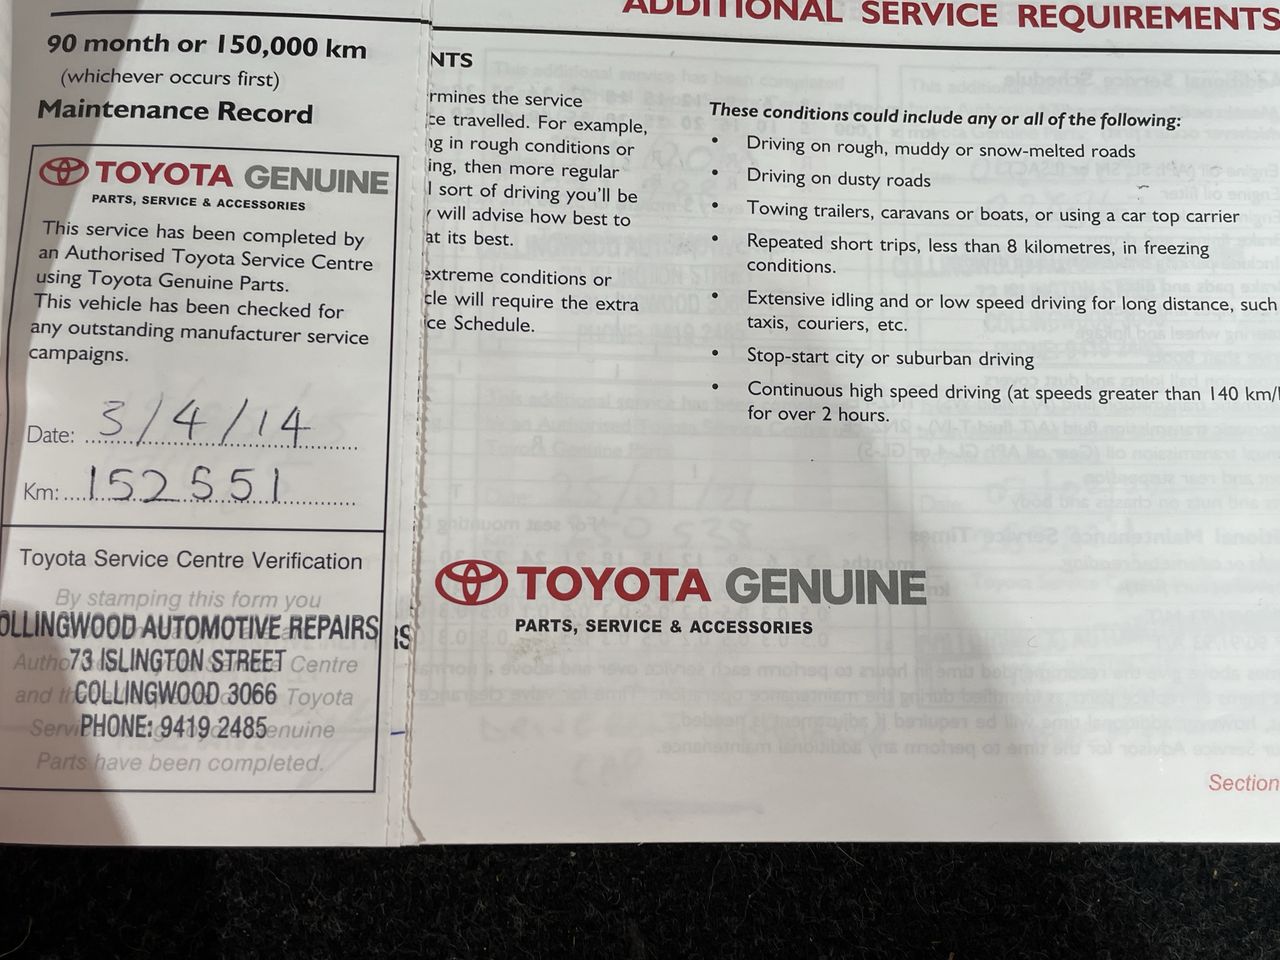 90 month or 150,000 km
(whichever occurs first)
Maintenance Record
TOYOTA GENUINE
PARTS, SERVICE & ACCESSORIES
This service has been completed by
an Authorised Toyota Service Centre
using Toyota Genuine Parts.
This vehicle has been checked for
any outstanding manufacturer service
campaigns.
Date: 3/4/14
Km: 152551
Toyota Service Centre Verification
By stamping this form you
OLLINGWOOD AUTOMOTIVE REPAIRS
73 ISLINGTON STREET
Centre
COLLINGWOOD 3066
and Toyota
PHONE: 9419 2485
Parts have been completed.
ADDITIONAL SERVICE REQUIREMENTS
NTS
rmines the service
ce travelled. For example,
ng in rough conditions or
ing, then more regular
l sort of driving you'll be
y will advise how best to
at its best.
extreme conditions or
cle will require the extra
ce Schedule.
These conditions could include any or all of the following:
• Driving on rough, muddy or snow-melted roads
• Driving on dusty roads
• Towing trailers, caravans or boats, or using a car top carrier
• Repeated short trips, less than 8 kilometres, in freezing
conditions.
• Extensive idling and or low speed driving for long distance, such
taxis, couriers, etc.
• Stop-start city or suburban driving
• Continuous high speed driving (at speeds greater than 140 km/h
for over 2 hours.
TOYOTA GENUINE
PARTS, SERVICE & ACCESSORIES
Section